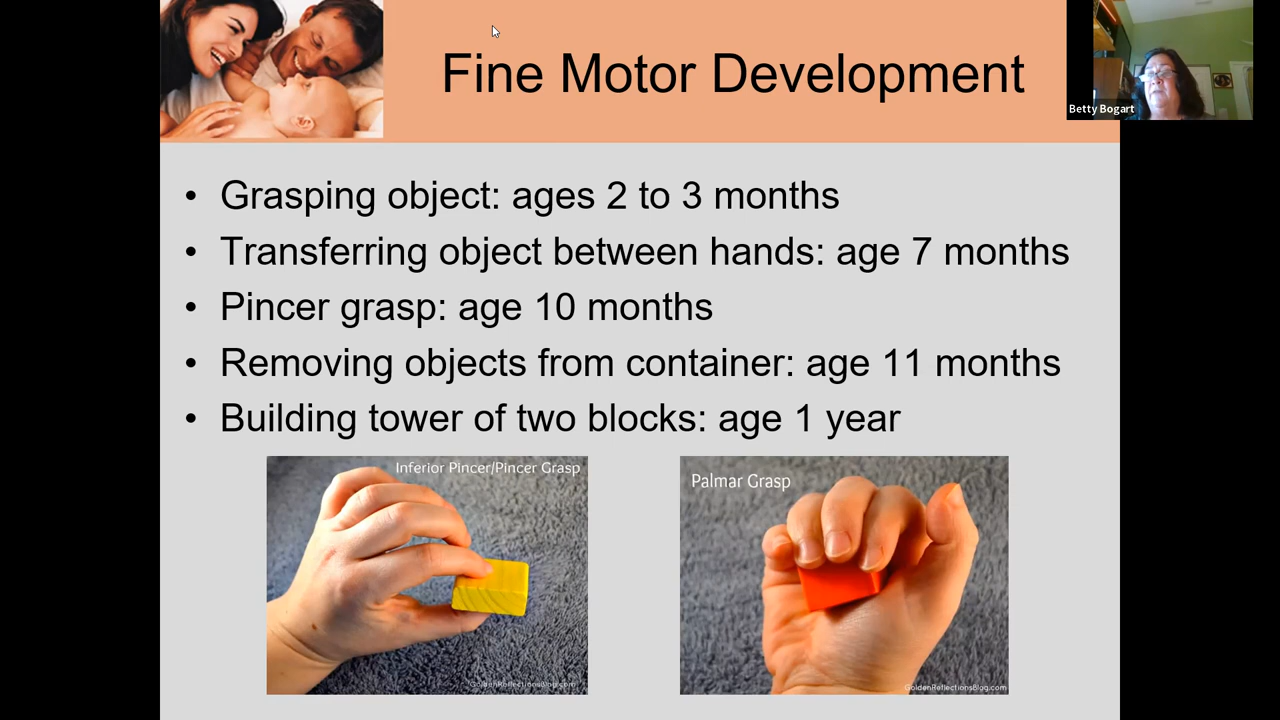 Fine Motor Development
Betty Bogart
• Grasping object: ages 2 to 3 months
• Transferring object between hands: age 7 months
• Pincer grasp: age 10 months
• Removing objects from container: age 11 months
• Building tower of two blocks: age 1 year
Inferior Pincer/Pincer Grasp
GoldenReflectionsBlog.com
Palmar Grasp
GoldenReflectionsBlog.com